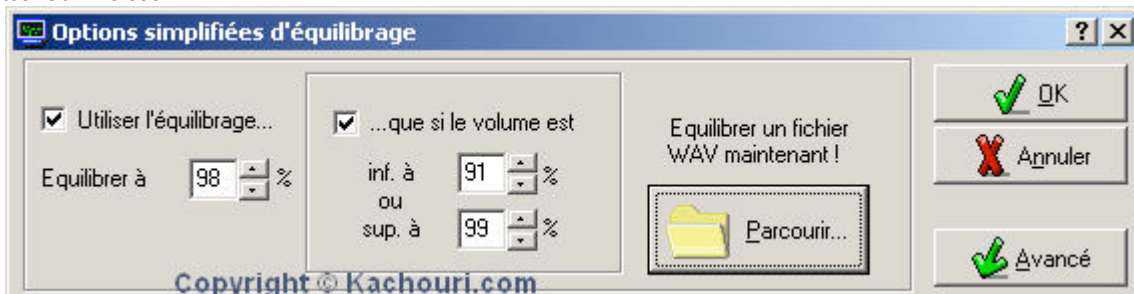 Options simplifiées d'équilibrage
Utiliser l'équilibrage...
Equilibrer à 98 %
...que si le volume est
inf. à 91 %
ou
sup. à 99 %
Equilibrer un fichier
WAV maintenant !
Parcourir...
OK
Annuler
Avancé
Copyright © Kachouri.com